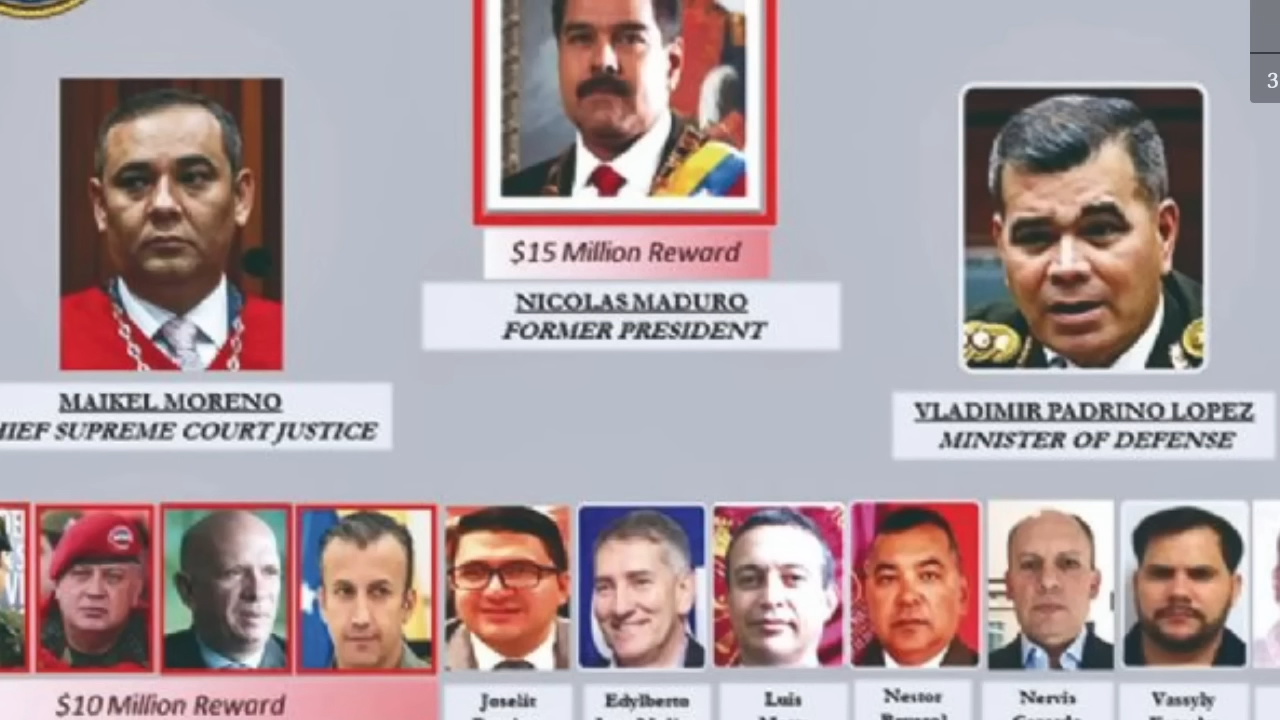 3
$15 Million Reward
NICOLAS MADURO
FORMER PRESIDENT
MAIKEL MORENO
HIEF SUPREME COURT JUSTICE
VLADIMIR PADRINO LOPEZ
MINISTER OF DEFENSE
$10 Million Reward
Joselit
Edylberto
Luis
Nestor
Nervis
Vassyly